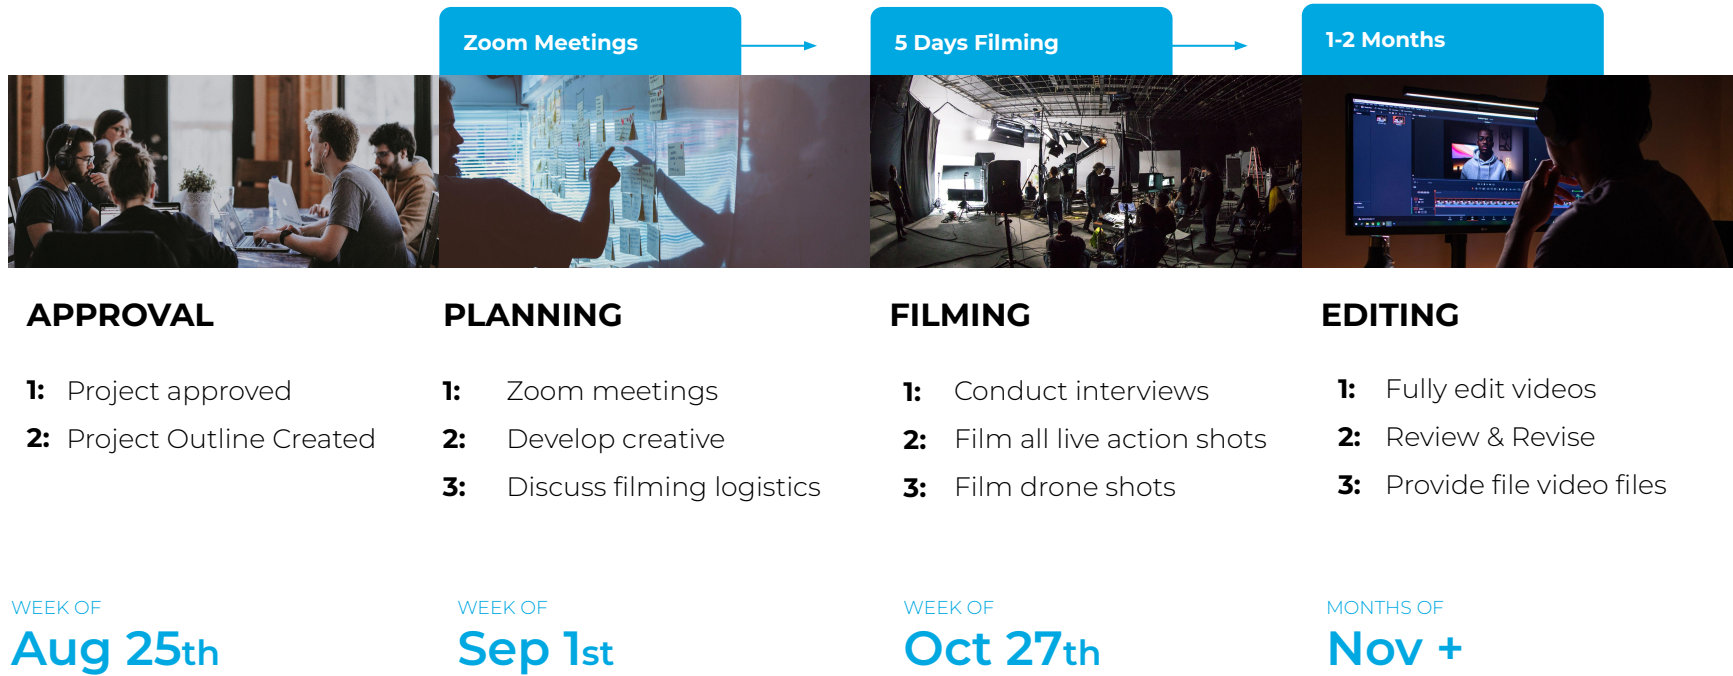 Zoom Meetings
5 Days Filming
1-2 Months
APPROVAL
1: Project approved
2: Project Outline Created
PLANNING
1: Zoom meetings
2: Develop creative
3: Discuss filming logistics
FILMING
1: Conduct interviews
2: Film all live action shots
3: Film drone shots
EDITING
1: Fully edit videos
2: Review & Revise
3: Provide file video files
WEEK OF
Aug 25th
WEEK OF
Sep 1st
WEEK OF
Oct 27th
MONTHS OF
Nov +